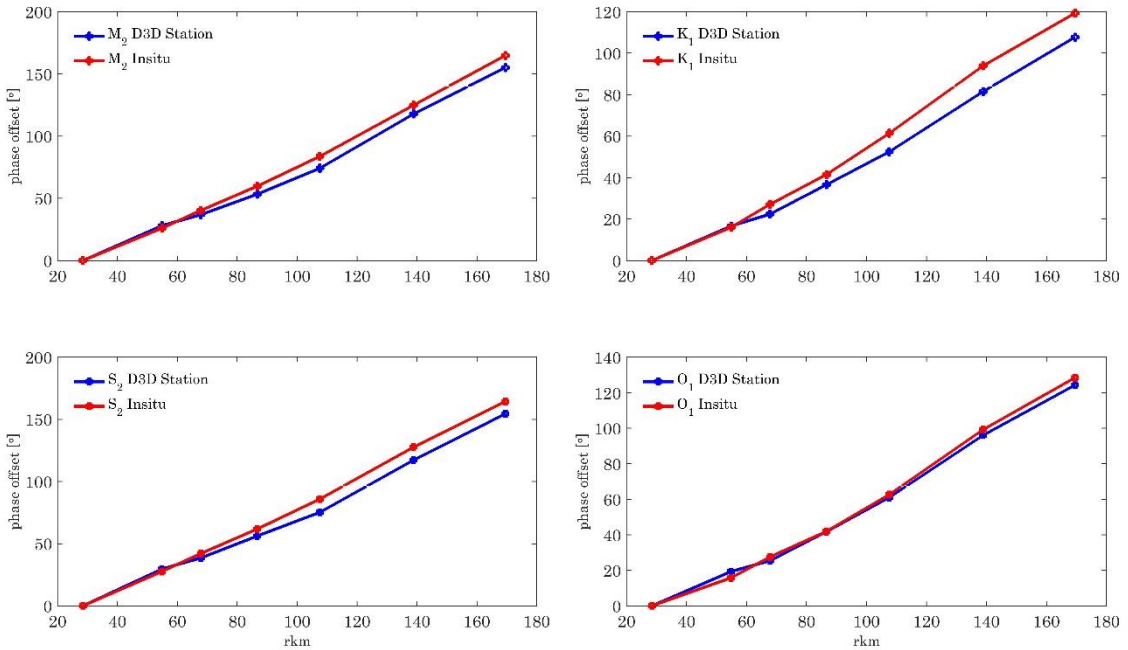 200
150
100
50
0
phase offset [°]
M₂ D3D Station
M₂ Insitu
20 40 60 80 100 120 140 160 180
120
100
80
60
40
20
0
phase offset [°]
K₁ D3D Station
K₁ Insitu
20 40 60 80 100 120 140 160 180
200
150
100
50
0
phase offset [°]
S₂ D3D Station
S₂ Insitu
20 40 60 80 100 120 140 160 180
rkm
140
120
100
80
60
40
20
0
phase offset [°]
O₁ D3D Station
O₁ Insitu
20 40 60 80 100 120 140 160 180
rkm